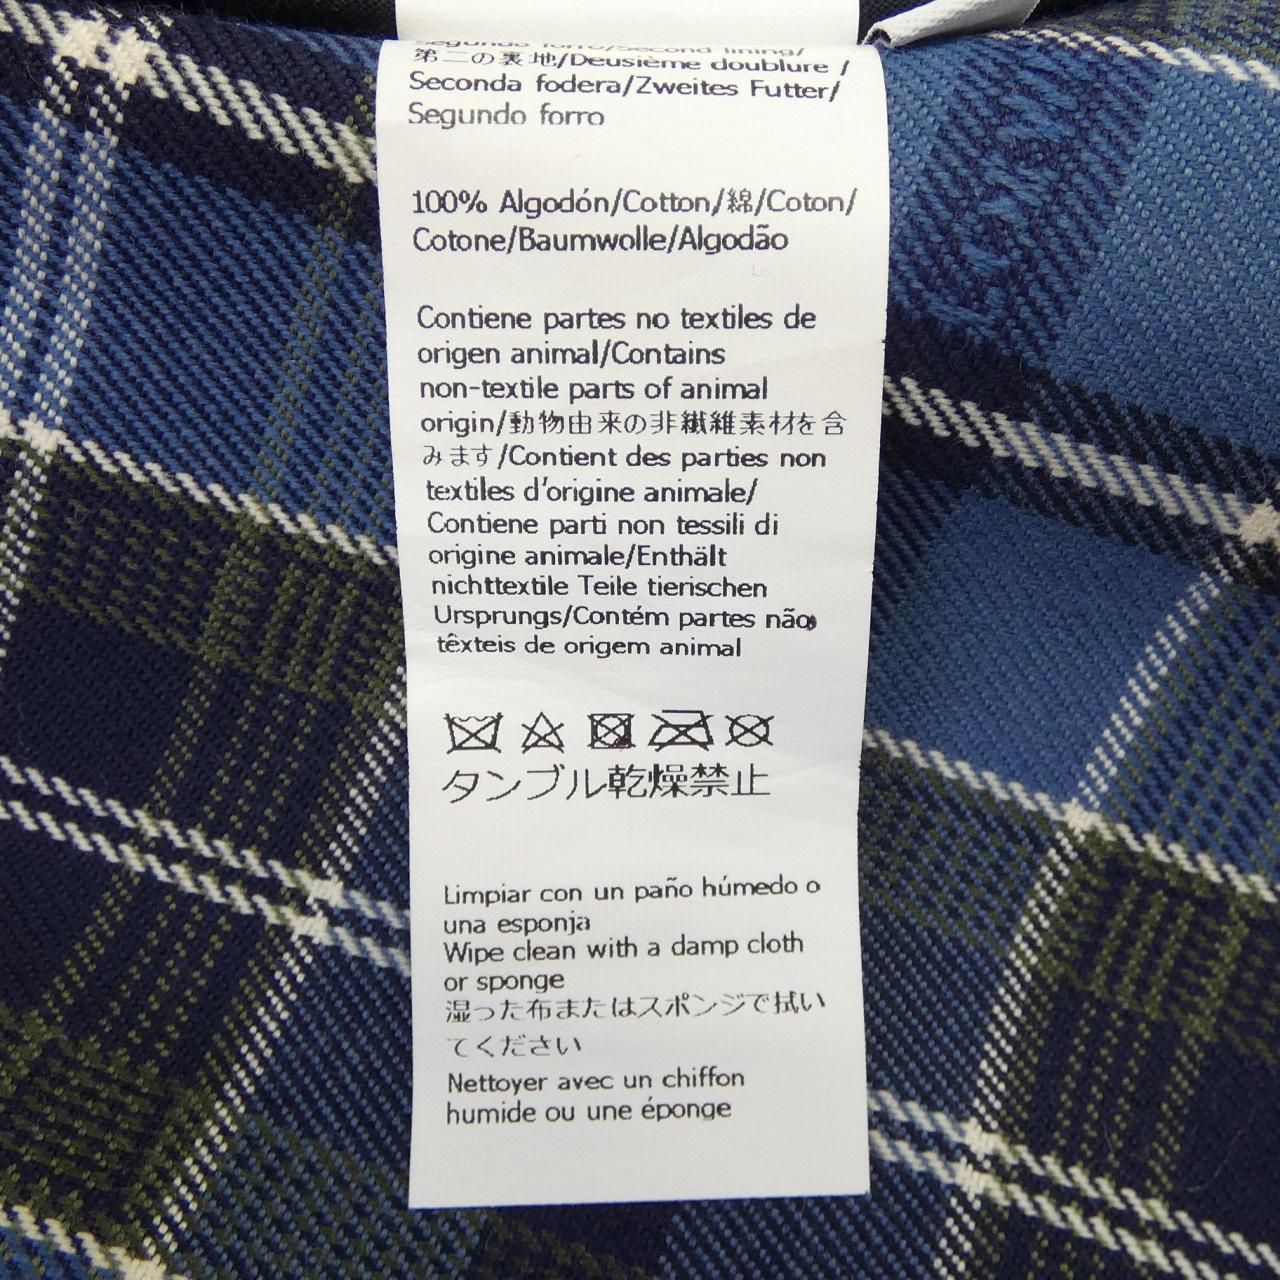 Segundo forro/Second lining/
第二の裏地/Deusième doublure /
Seconda fodera/Zweites Futter/
Segundo forro
100% Algodón/Cotton/綿/Coton/
Cotone/Baumwolle/Algodão
Contiene partes no textiles de
origen animal/Contains
non-textile parts of animal
origin/動物由来の非繊維素材を含
みます/Contient des parties non
textiles d'origine animale/
Contiene parti non tessili di
origine animale/Enthält
nichttextile Teile tierischen
Ursprungs/Contém partes não
têxteis de origem animal
タンブル乾燥禁止
Limpiar con un paño húmedo o
una esponja
Wipe clean with a damp cloth
or sponge
湿った布またはスポンジで拭い
てください
Nettoyer avec un chiffon
humide ou une éponge